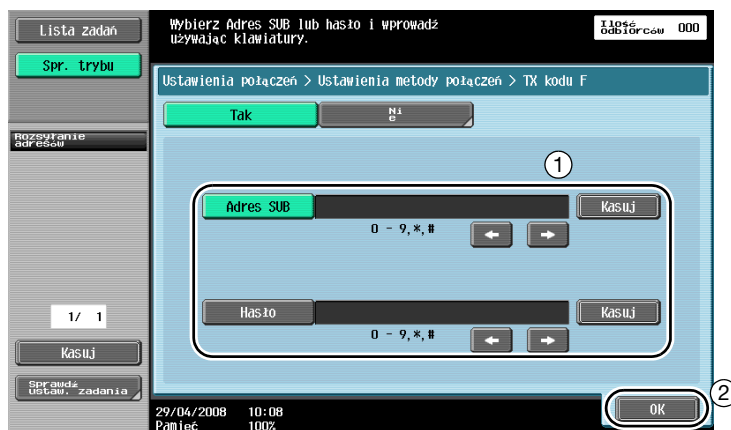 Lista zadań
Wybierz Adres SUB lub hasło i wprowadź
używając klawiatury.
Ilość
odbiorców 000
Spr. trybu
Ustawienia połączeń > Ustawienia metody połączeń > TX kodu F
Tak
Ni
e
Rozsyłanie
adresów
1
Adres SUB
Kasuj
0 - 9,*,#
← →
Hasło
Kasuj
0 - 9,*,#
← →
1/ 1
Kasuj
Sprawdź
ustaw. zadania
OK
2
29/04/2008 10:08
Pamięć 100%